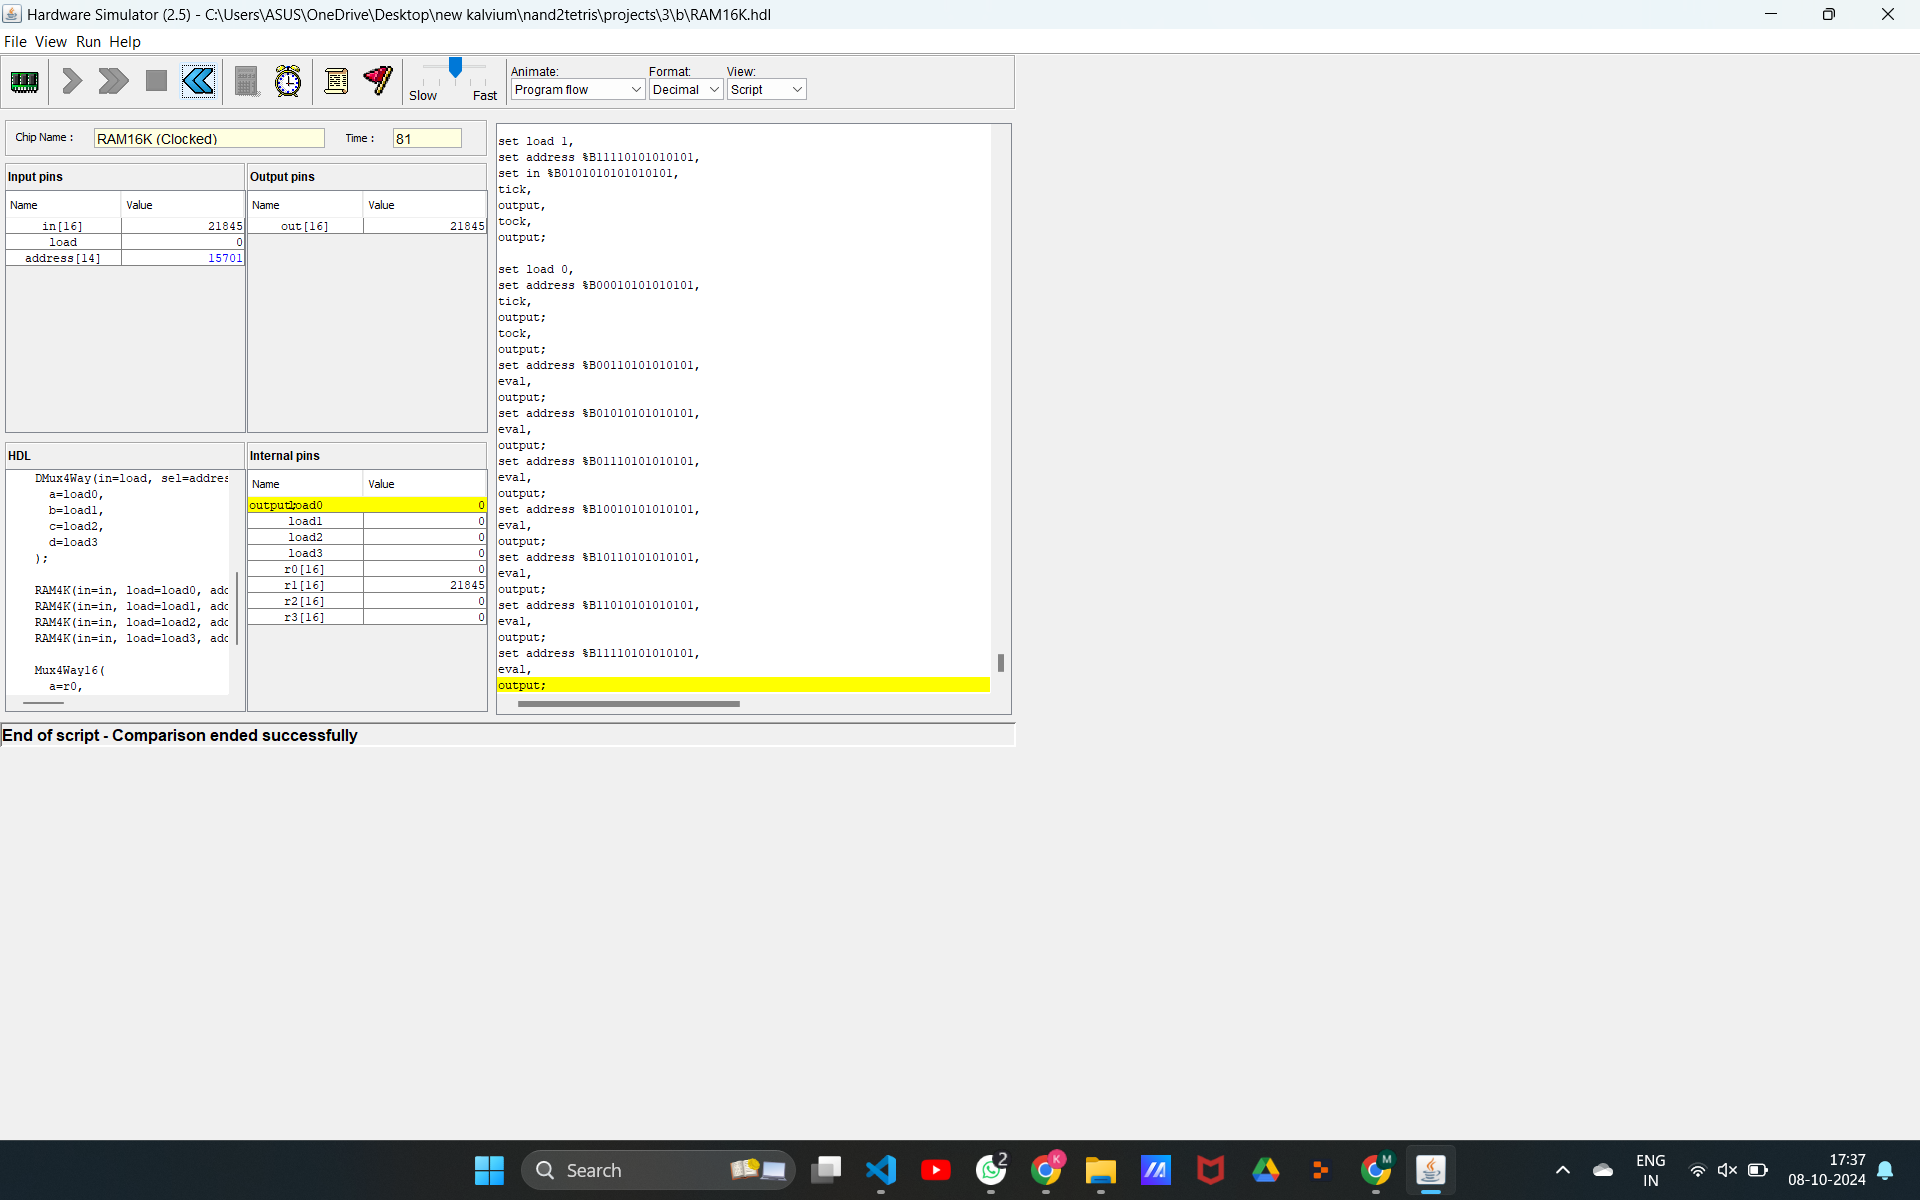 Hardware Simulator (2.5) - C:\Users\ASUS\OneDrive\Desktop\new kalvium\nand2tetris\projects\3\b\RAM16K.hdl
File View Run Help
Slow Fast
Animate:
Program flow
Format:
Decimal
View:
Script
Chip Name : RAM16K (Clocked) Time : 81
Input pins
Name Value
in[16] 21845
load 0
address[14] 15701
Output pins
Name Value
out[16] 21845
HDL
DMux4Way(in=load, sel=addres
a=load0,
b=load1,
c=load2,
d=load3
);
RAM4K(in=in, load=load0, add
RAM4K(in=in, load=load1, add
RAM4K(in=in, load=load2, add
RAM4K(in=in, load=load3, add
Mux4Way16(
a=r0,
Internal pins
Name Value
output;load0 0
load1 0
load2 0
load3 0
r0[16] 0
r1[16] 21845
r2[16] 0
r3[16] 0
set load 1,
set address %B11110101010101,
set in %B0101010101010101,
tick,
output,
tock,
output;
set load 0,
set address %B00010101010101,
tick,
output;
tock,
output;
set address %B00110101010101,
eval,
output;
set address %B01010101010101,
eval,
output;
set address %B01110101010101,
eval,
output;
set address %B10010101010101,
eval,
output;
set address %B10110101010101,
eval,
output;
set address %B11010101010101,
eval,
output;
set address %B11110101010101,
eval,
output;
End of script - Comparison ended successfully
Search
2
K
M
ENG
IN
17:37
08-10-2024